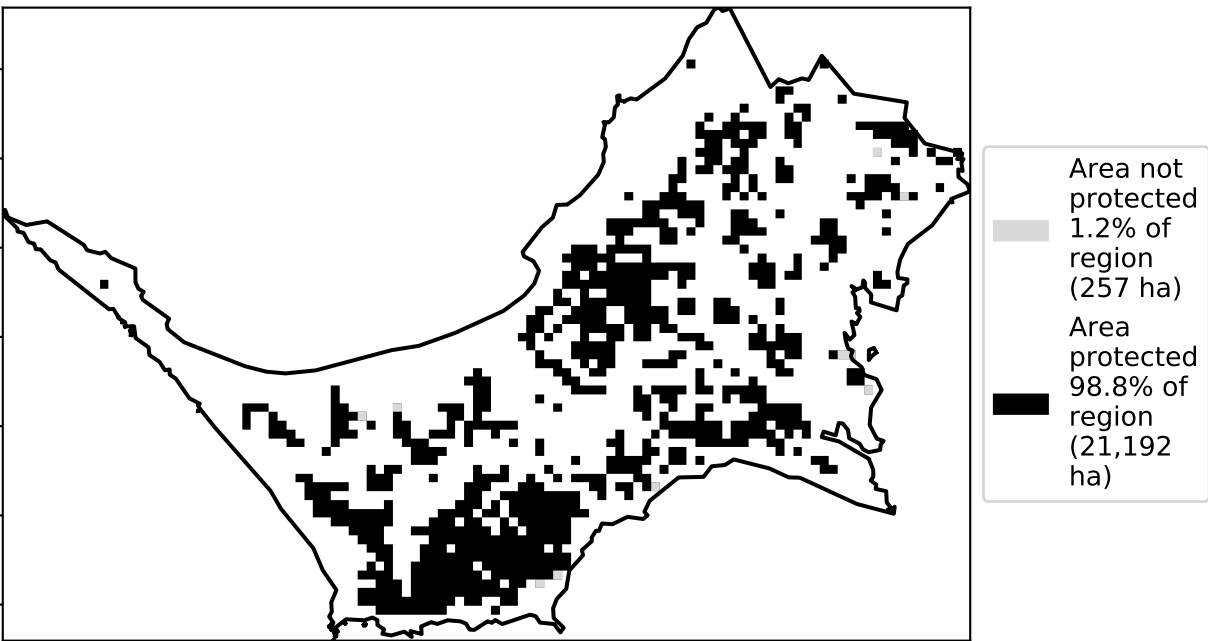 Area not
protected
1.2% of
region
(257 ha)
Area
protected
98.8% of
region
(21,192
ha)